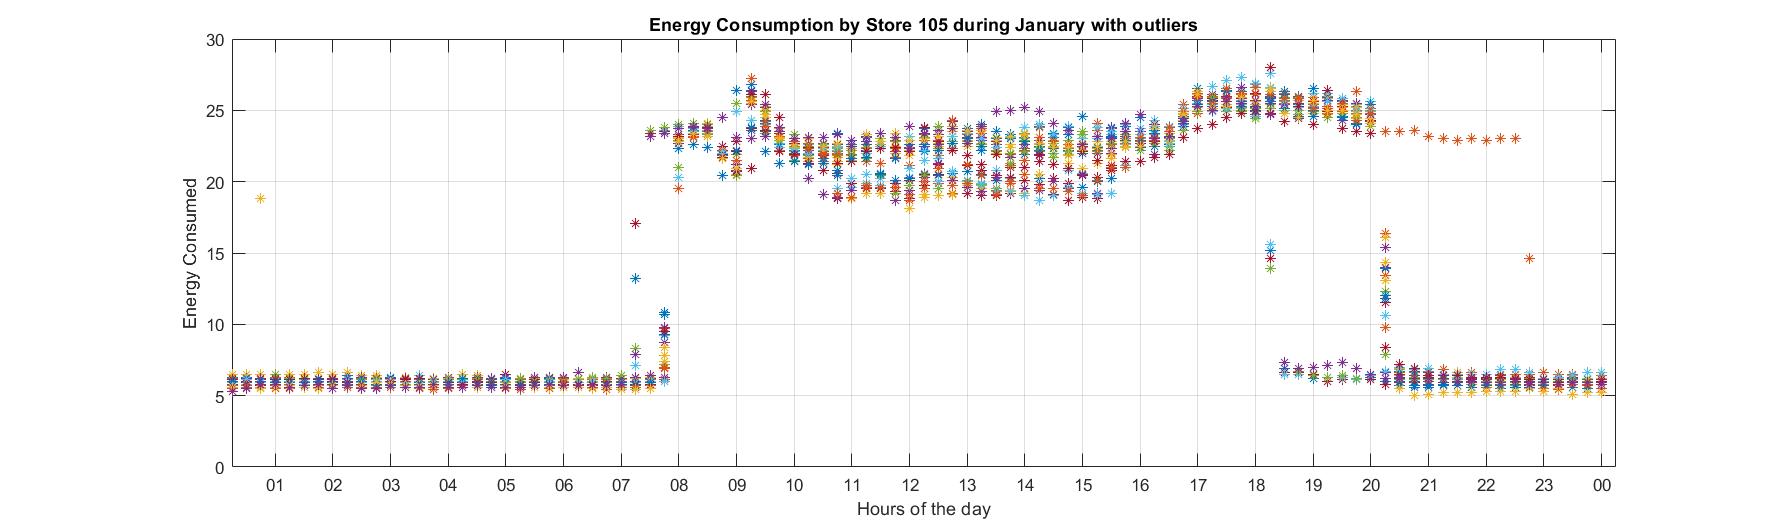 Energy Consumption by Store 105 during January with outliers
Energy Consumed
30
25
20
15
10
5
0
01 02 03 04 05 06 07 08 09 10 11 12 13 14 15 16 17 18 19 20 21 22 23 00
Hours of the day